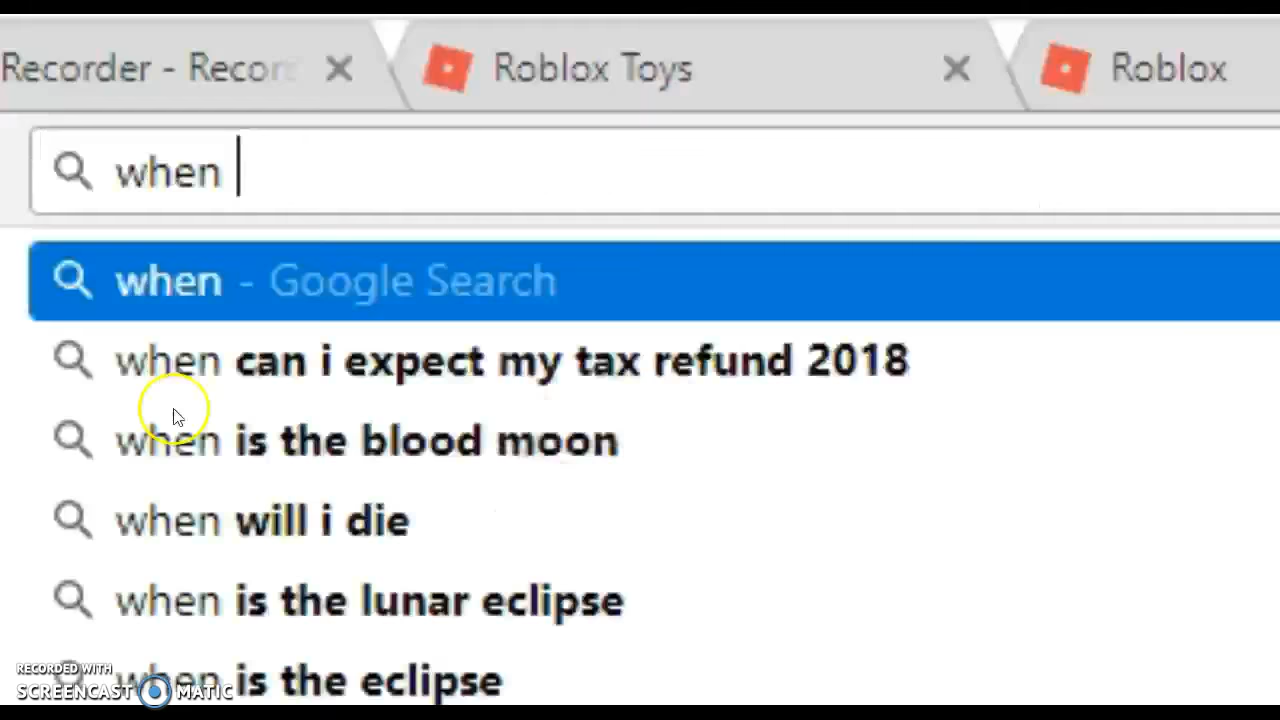 Recorder - Recor
Roblox Toys
Roblox
when
when - Google Search
when can i expect my tax refund 2018
when is the blood moon
when will i die
when is the lunar eclipse
when is the eclipse
RECORDED WITH
SCREENCAST MATIC